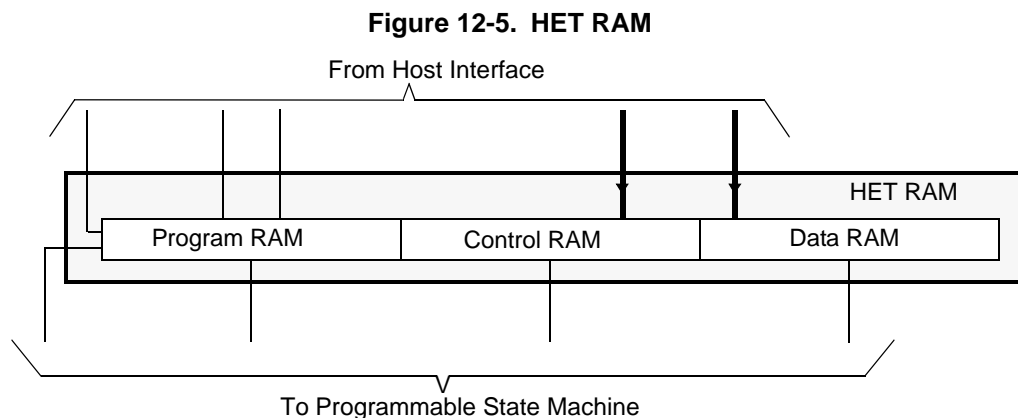 Figure 12-5. HET RAM
From Host Interface
HET RAM
Program RAM
Control RAM
Data RAM
To Programmable State Machine